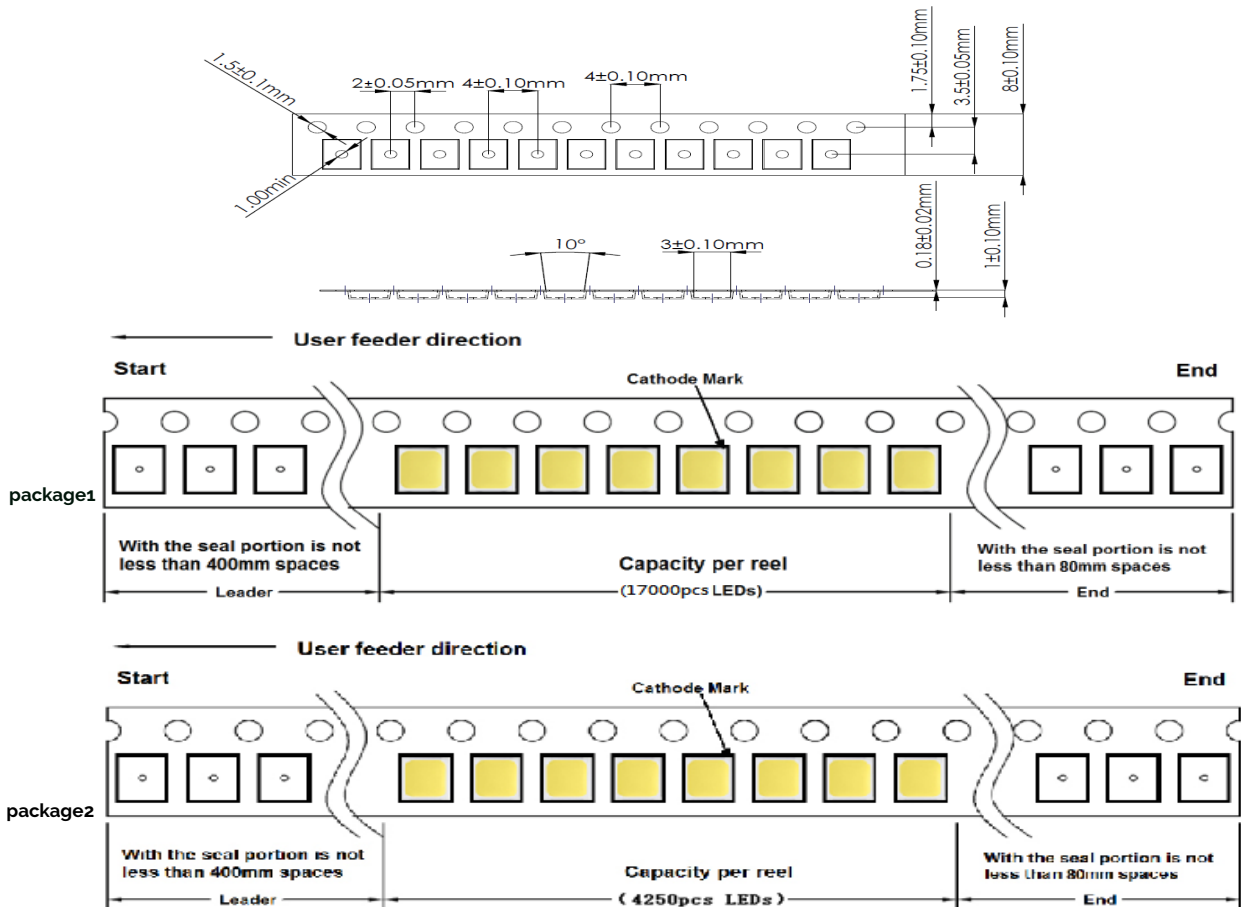 1.5±0.1mm
2±0.05mm
4±0.10mm
4±0.10mm
1.75±0.10mm
3.5±0.05mm
8±0.10mm
1.00min
10°
3±0.10mm
0.18±0.02mm
1±0.10mm
User feeder direction
Start
Cathode Mark
End
package1
With the seal portion is not
less than 400mm spaces
Capacity per reel
With the seal portion is not
less than 80mm spaces
Leader
(17000pcs LEDs)
End
User feeder direction
Start
Cathode Mark
End
package2
With the seal portion is not
less than 400mm spaces
Capacity per reel
With the seal portion is not
less than 80mm spaces
Leader
(4250pcs LEDs)
End